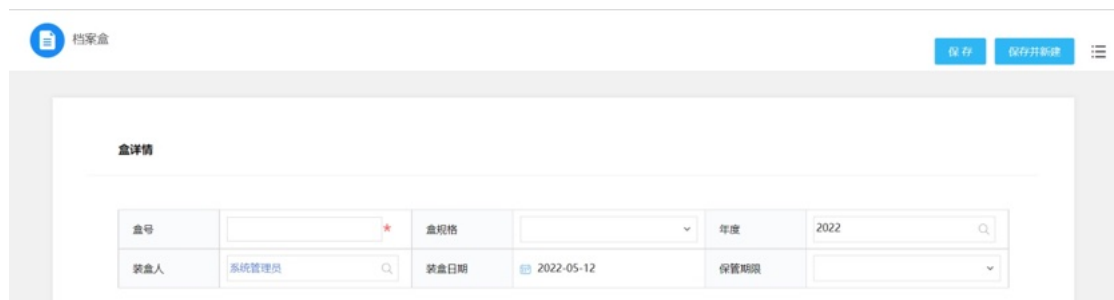 档案盒
保存 保存并新建
盒详情
盒号 * 盒规格 年度 2022
装盒人 系统管理员 装盒日期 2022-05-12 保管期限